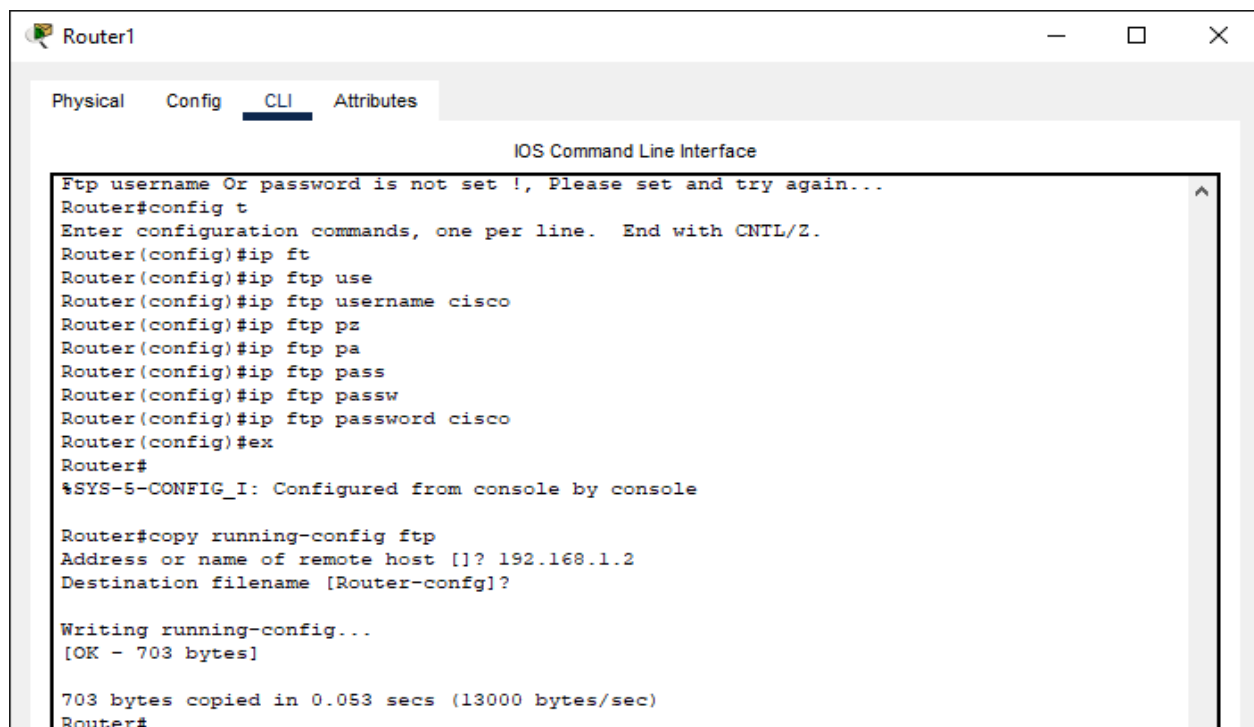 Router1
Physical Config CLI Attributes
IOS Command Line Interface
Ftp username Or password is not set !, Please set and try again...
Router#config t
Enter configuration commands, one per line.  End with CNTL/Z.
Router(config)#ip ft
Router(config)#ip ftp use
Router(config)#ip ftp username cisco
Router(config)#ip ftp pz
Router(config)#ip ftp pa
Router(config)#ip ftp pass
Router(config)#ip ftp passw
Router(config)#ip ftp password cisco
Router(config)#ex
Router#
%SYS-5-CONFIG_I: Configured from console by console
Router#copy running-config ftp
Address or name of remote host []? 192.168.1.2
Destination filename [Router-confg]?
Writing running-config...
[OK - 703 bytes]
703 bytes copied in 0.053 secs (13000 bytes/sec)
Router#